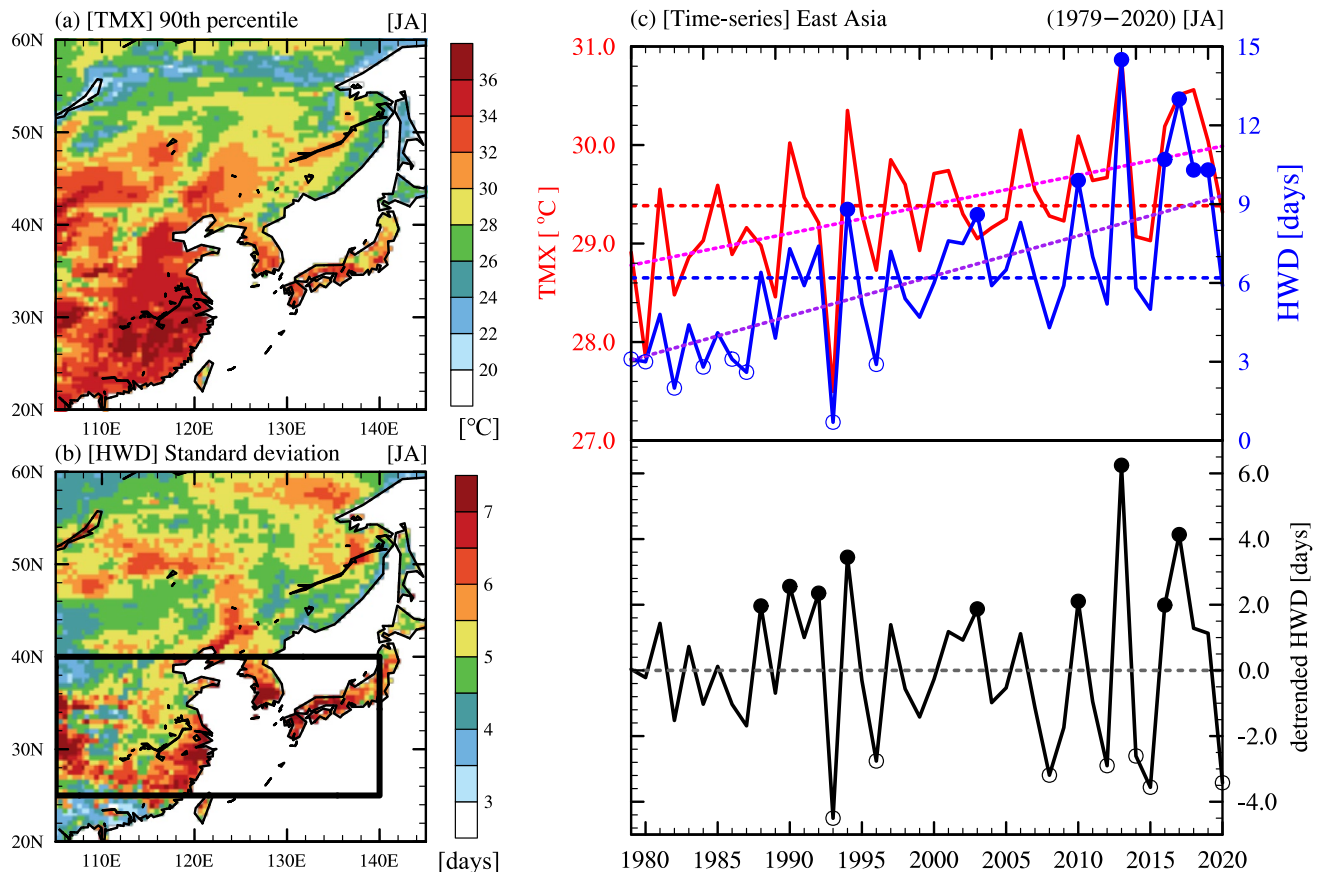 (a) [TMX] 90th percentile [JA]
60N
50N
40N
30N
20N
110E 120E 130E 140E
36
34
32
30
28
26
24
22
20
[°C]
(b) [HWD] Standard deviation [JA]
60N
50N
40N
30N
20N
110E 120E 130E 140E
7
6
5
4
3
[days]
(c) [Time-series] East Asia (1979−2020) [JA]
31.0
30.0
29.0
28.0
27.0
TMX [°C]
15
12
9
6
3
0
HWD [days]
6.0
4.0
2.0
0.0
-2.0
-4.0
detrended HWD [days]
1980 1985 1990 1995 2000 2005 2010 2015 2020